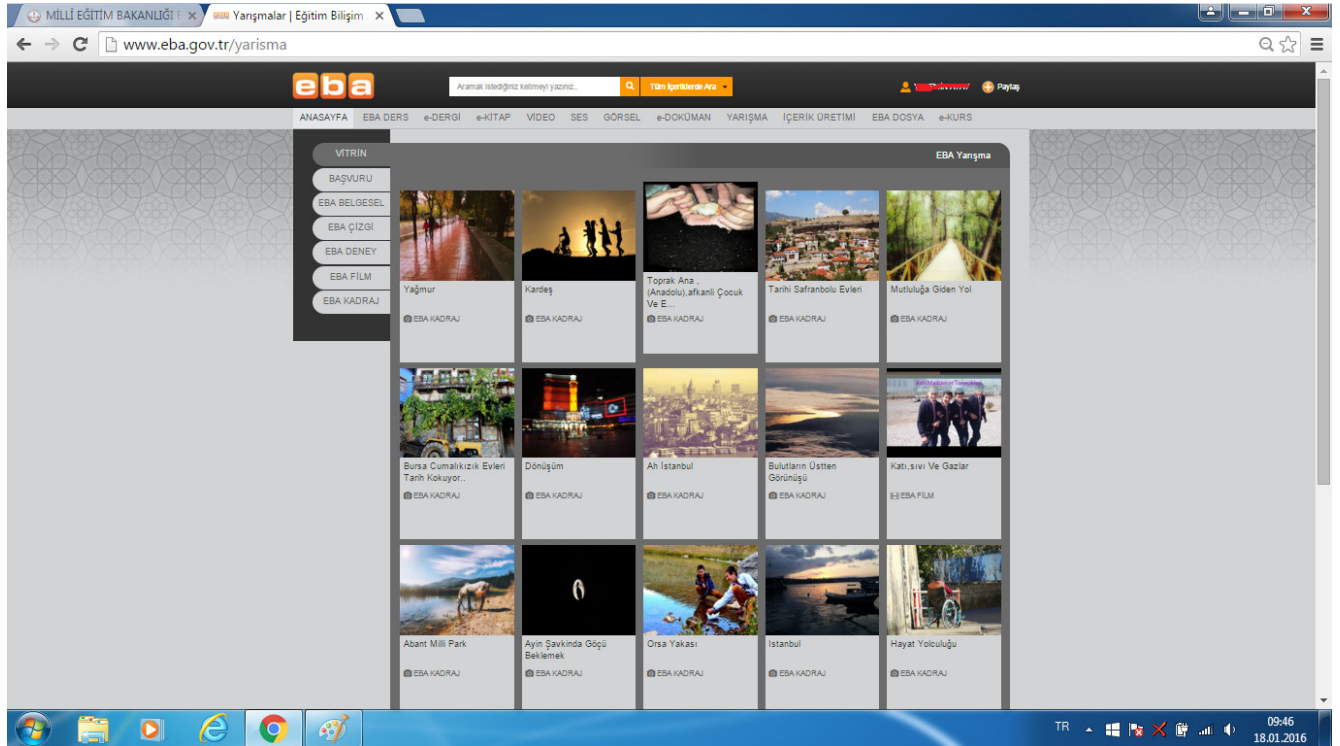 MİLLÎ EĞİTİM BAKANLIĞI
Yarışmalar | Eğitim Bilişim
www.eba.gov.tr/yarisma
eba
Aramak istediğiniz kelimeyi yazınız..
Tüm İçeriklerde Ara
Paylaş
ANASAYFA EBA DERS e-DERGİ e-KİTAP VİDEO SES GÖRSEL e-DOKÜMAN YARIŞMA İÇERİK ÜRETİMİ EBA DOSYA e-KURS
VİTRİN
BAŞVURU
EBA BELGESEL
EBA ÇİZGİ
EBA DENEY
EBA FİLM
EBA KADRAJ
EBA Yarışma
Yağmur
EBA KADRAJ
Kardeş
EBA KADRAJ
Toprak Ana ,
(Anadolu),afkanli Çocuk
Ve E...
EBA KADRAJ
Tarihi Safranbolu Evleri
EBA KADRAJ
Mutluluğa Giden Yol
EBA KADRAJ
Bursa Cumalıkızık Evleri
Tarih Kokuyor..
EBA KADRAJ
Dönüşüm
EBA KADRAJ
Ah İstanbul
EBA KADRAJ
Bulutların Üstten
Görünüşü
EBA KADRAJ
Katı,sıvı Ve Gazlar
EBA FİLM
Abant Milli Park
EBA KADRAJ
Ayin Şavkinda Göçü
Beklemek
EBA KADRAJ
Orsa Yakası
EBA KADRAJ
Istanbul
EBA KADRAJ
Hayat Yolculuğu
EBA KADRAJ
TR
09:46
18.01.2016